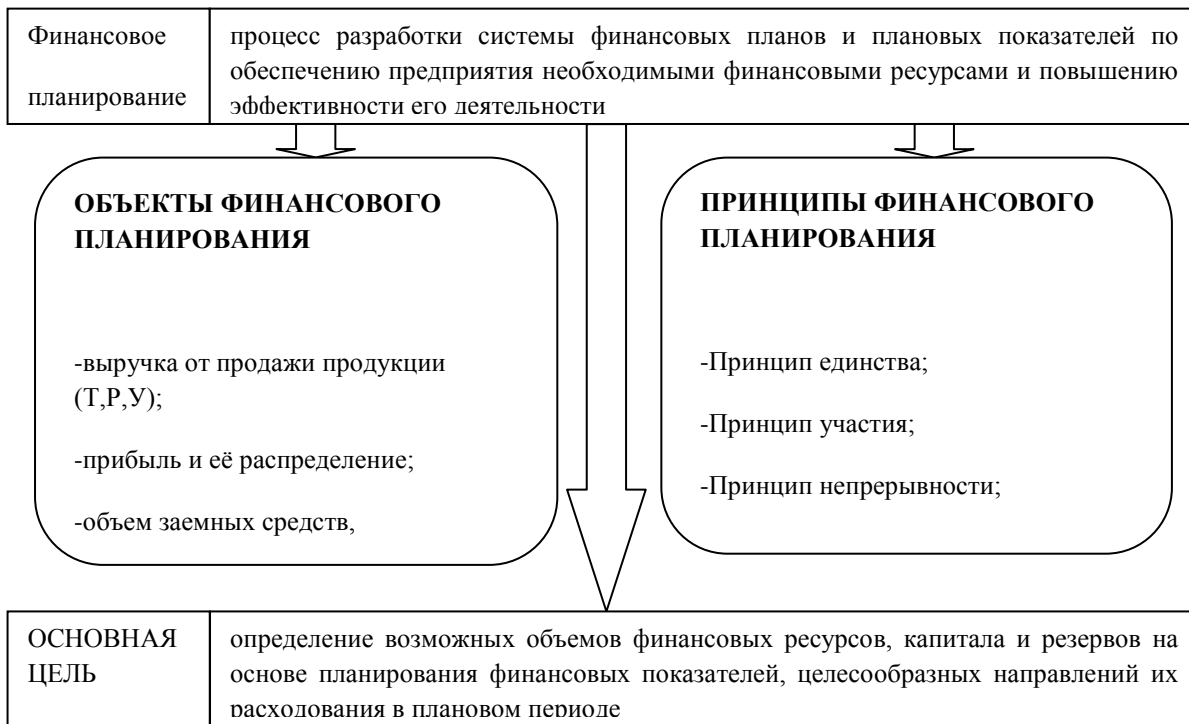 Финансовое
планирование
процесс разработки системы финансовых планов и плановых показателей по
обеспечению предприятия необходимыми финансовыми ресурсами и повышению
эффективности его деятельности
ОБЪЕКТЫ ФИНАНСОВОГО
ПЛАНИРОВАНИЯ
-выручка от продажи продукции
(Т,Р,У);
-прибыль и её распределение;
-объем заемных средств,
ПРИНЦИПЫ ФИНАНСОВОГО
ПЛАНИРОВАНИЯ
-Принцип единства;
-Принцип участия;
-Принцип непрерывности;
ОСНОВНАЯ
ЦЕЛЬ
определение возможных объемов финансовых ресурсов, капитала и резервов на
основе планирования финансовых показателей, целесообразных направлений их
расходования в плановом периоде